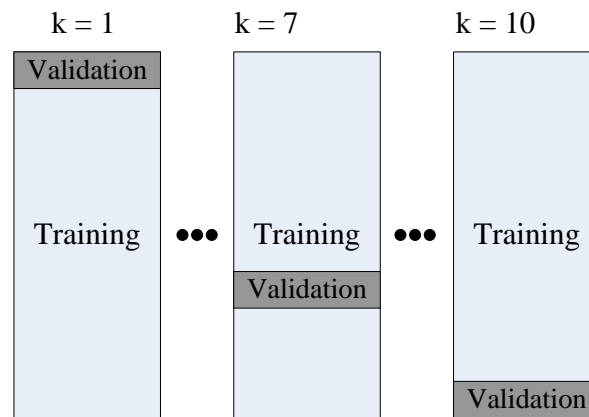 k = 1
k = 7
k = 10
Validation
Training
Training
Validation
Training
Validation